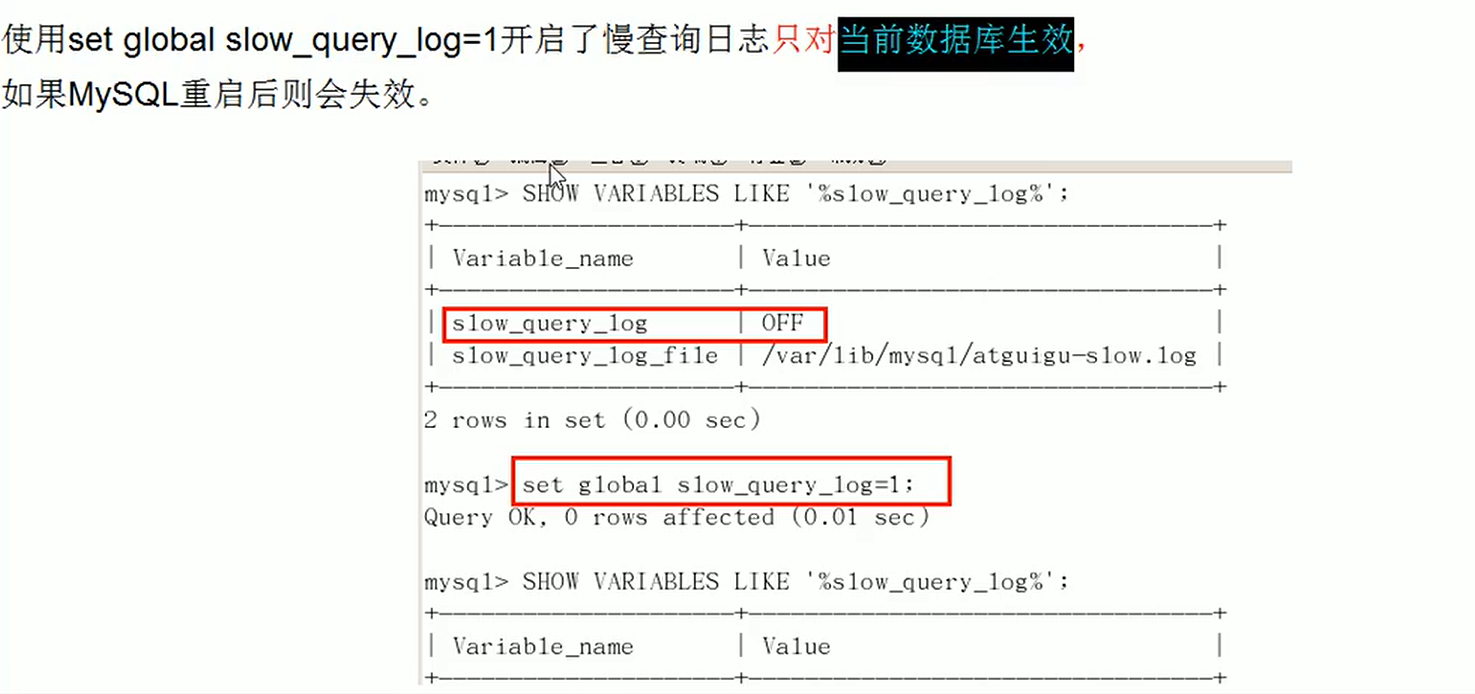 使用set global slow_query_log=1开启了慢查询日志只对当前数据库生效，
如果MySQL重启后则会失效。
mysql> SHOW VARIABLES LIKE '%slow_query_log%';
| Variable_name | Value |
| slow_query_log | OFF |
| slow_query_log_file | /var/lib/mysql/atguigu-slow.log |
2 rows in set (0.00 sec)
mysql> set global slow_query_log=1;
Query OK, 0 rows affected (0.01 sec)
mysql> SHOW VARIABLES LIKE '%slow_query_log%';
| Variable_name | Value |